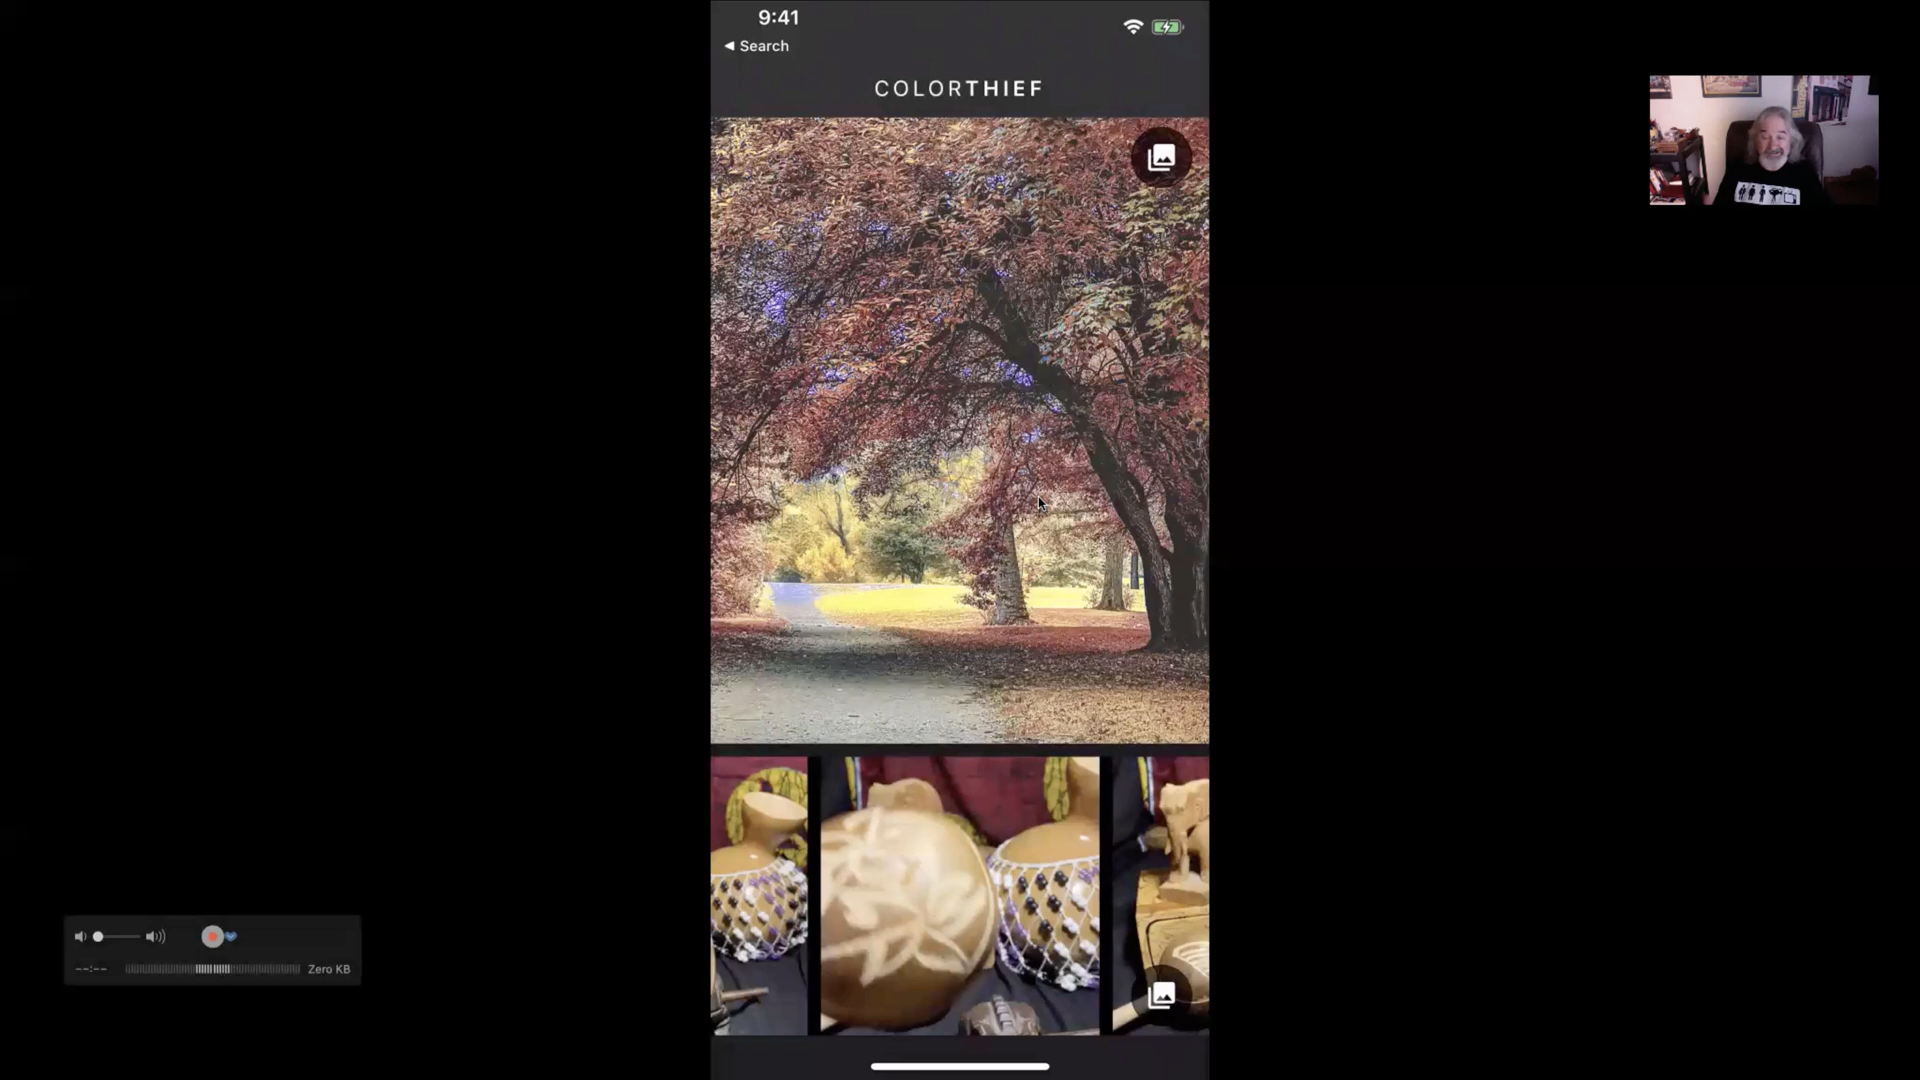 9:41
◀ Search
COLORTHIEF
--:--
Zero KB